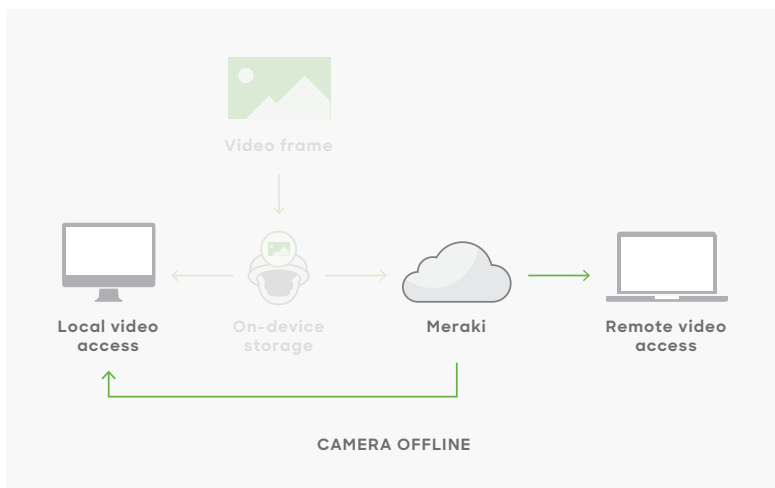 Video frame
Local video
access
On-device
storage
Meraki
Remote video
access
CAMERA OFFLINE